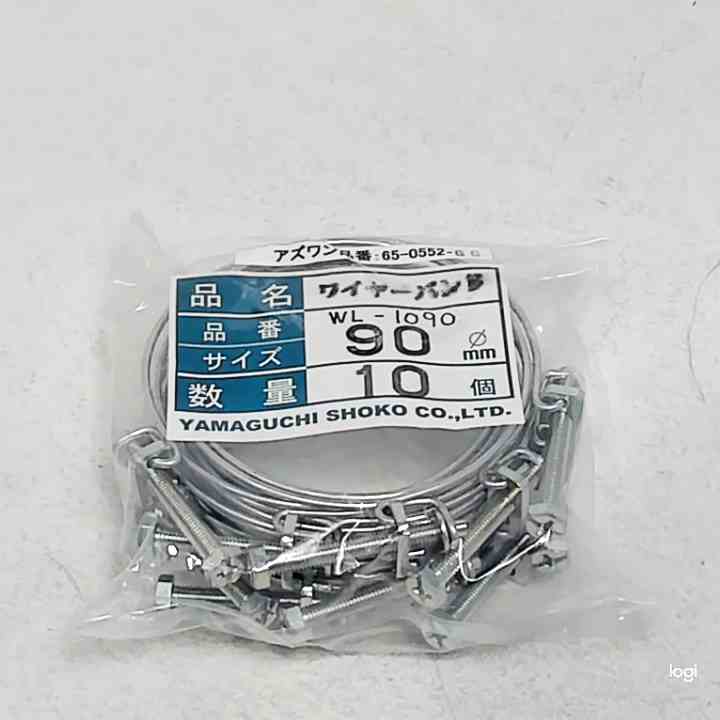 アズワン品番:65-0552-
品 名 ワイヤーバンド
品 番 WL-1090
サイズ 90 ø mm
数 量 10 個
YAMAGUCHI SHOKO CO.,LTD.
logi